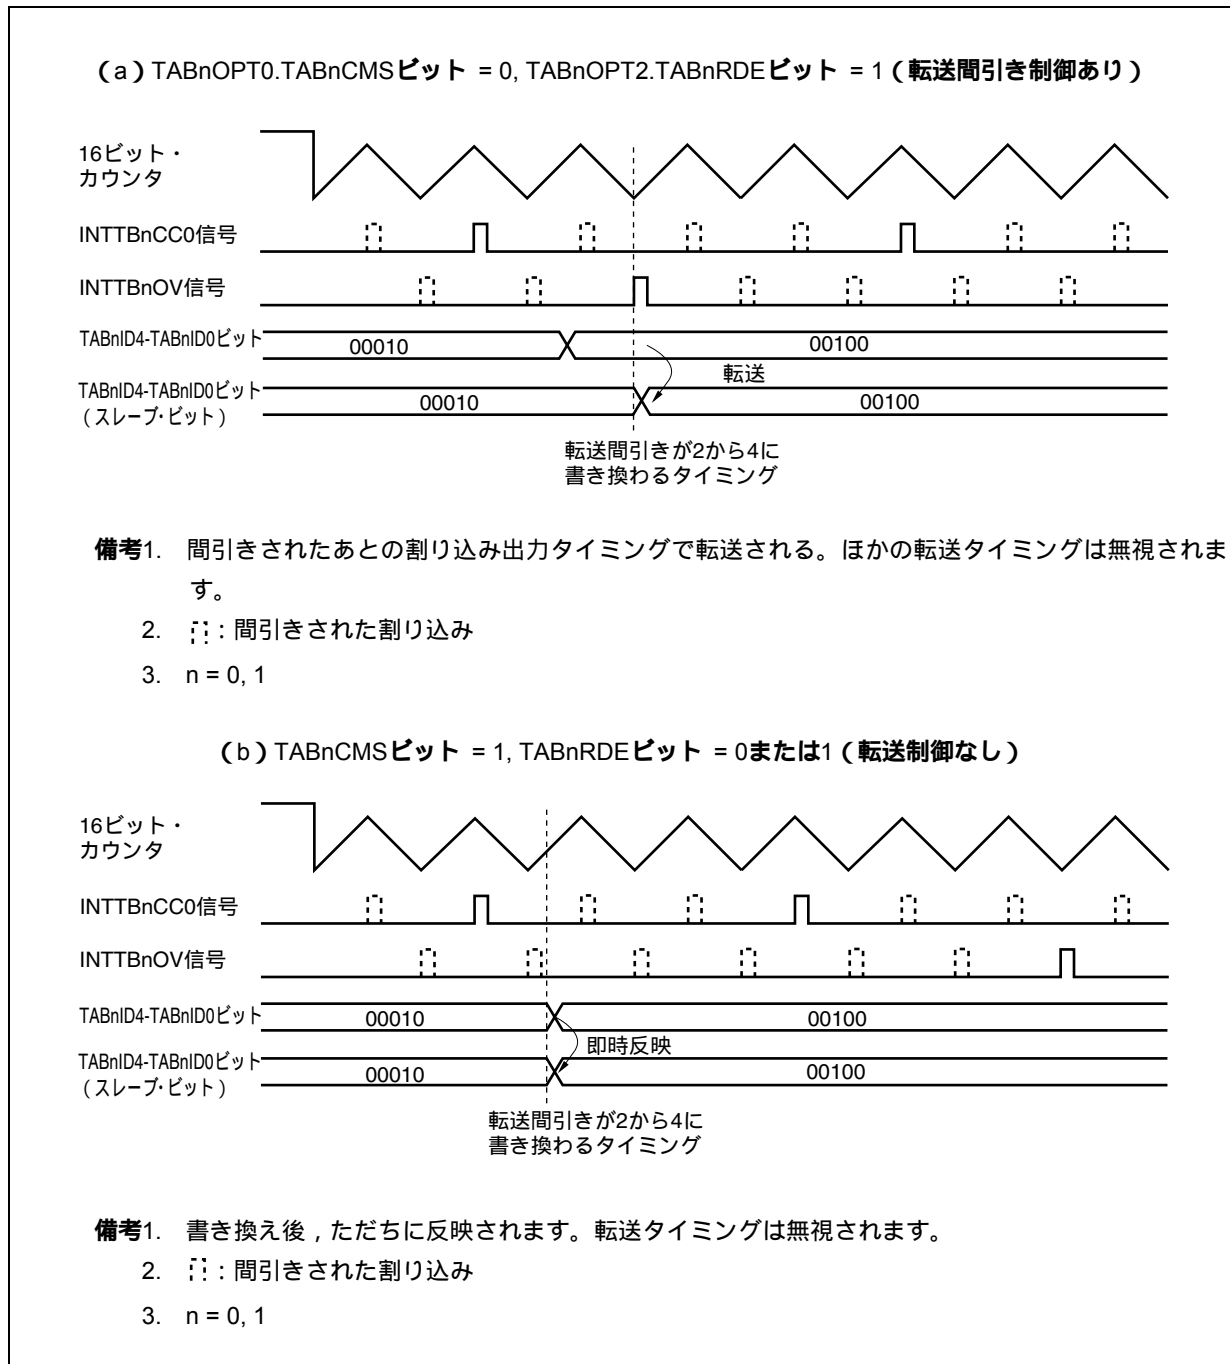 （a）TABnOPT0.TABnCMSビット = 0, TABnOPT2.TABnRDEビット = 1（転送間引き制御あり）
16ビット・
カウンタ
INTTBnCC0信号
INTTBnOV信号
TABnID4-TABnID0ビット
00010
00100
転送
TABnID4-TABnID0ビット
（スレーブ・ビット）
00010
00100
転送間引きが2から4に
書き換わるタイミング
備考1. 間引きされたあとの割り込み出力タイミングで転送される。ほかの転送タイミングは無視されま
す。
2. ：間引きされた割り込み
3. n = 0, 1
（b）TABnCMSビット = 1, TABnRDEビット = 0または1（転送制御なし）
16ビット・
カウンタ
INTTBnCC0信号
INTTBnOV信号
TABnID4-TABnID0ビット
00010
00100
即時反映
TABnID4-TABnID0ビット
（スレーブ・ビット）
00010
00100
転送間引きが2から4に
書き換わるタイミング
備考1. 書き換え後，ただちに反映されます。転送タイミングは無視されます。
2. ：間引きされた割り込み
3. n = 0, 1